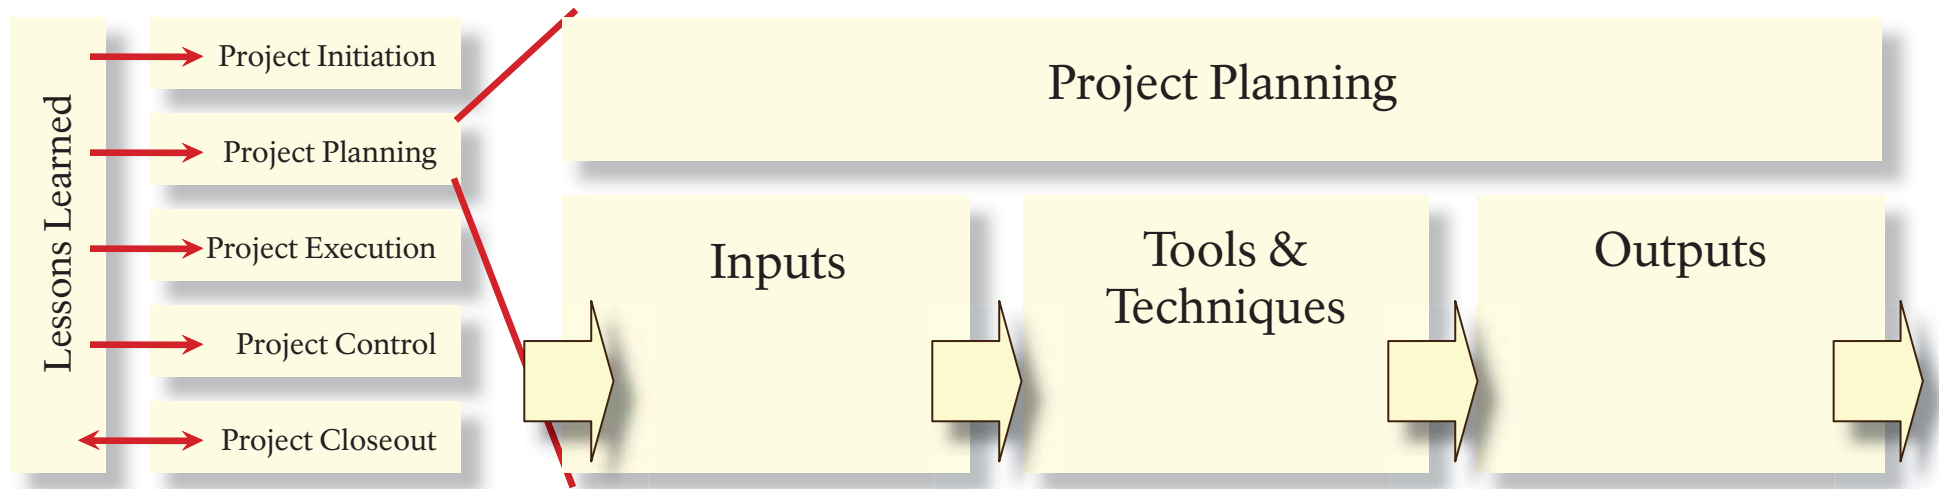 Lessons Learned
Project Initiation
Project Planning
Project Execution
Project Control
Project Closeout
Project Planning
Inputs
Tools &
Techniques
Outputs